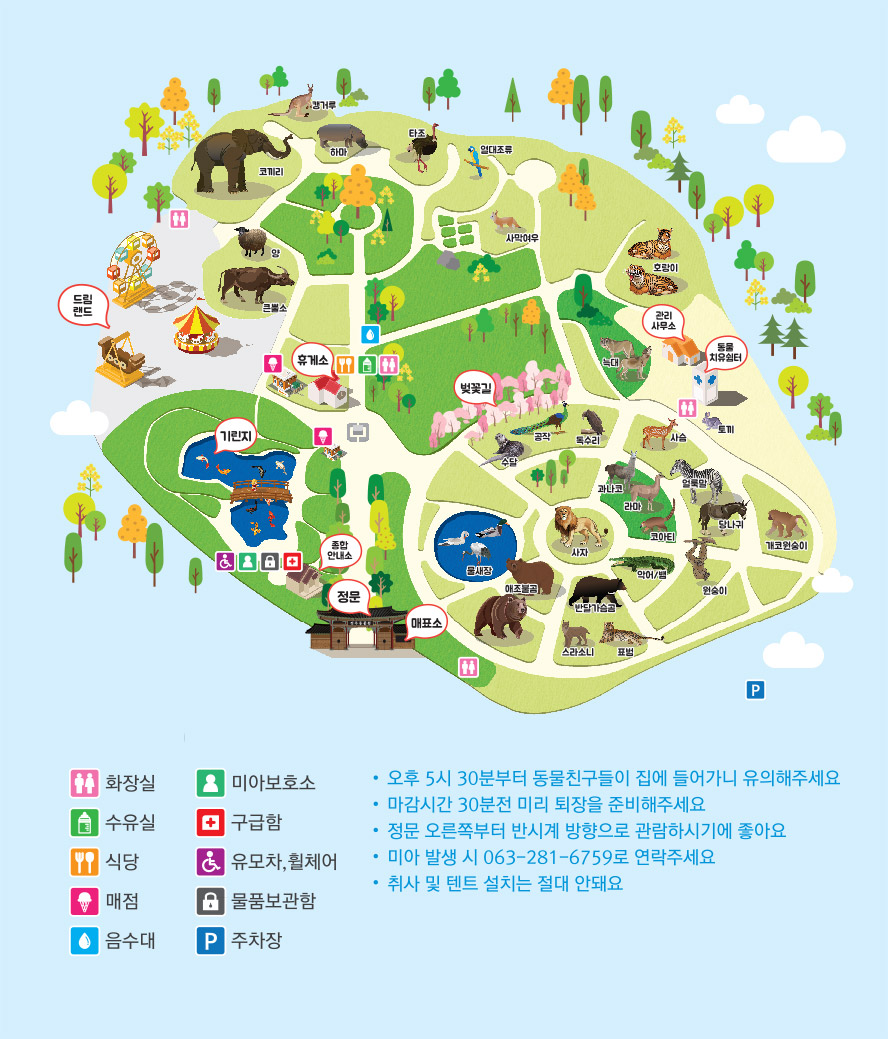 캥거루
하마
타조
열대조류
코끼리
사막여우
양
큰뿔소
호랑이
드림
랜드
관리
사무소
동물
치유쉼터
휴게소
늑대
벚꽃길
기린지
공작
독수리
사슴
토끼
수달
과나코
얼룩말
라마
당나귀
사자
코아티
개코원숭이
종합
안내소
물새장
악어/뱀
애조불곰
원숭이
정문
매표소
반달가슴곰
스라소니
표범
P
화장실
미아보호소
수유실
구급함
식당
유모차,휠체어
매점
물품보관함
음수대
P 주차장
• 오후 5시 30분부터 동물친구들이 집에 들어가니 유의해주세요
• 마감시간 30분전 미리 퇴장을 준비해주세요
• 정문 오른쪽부터 반시계 방향으로 관람하시기에 좋아요
• 미아 발생 시 063-281-6759로 연락주세요
• 취사 및 텐트 설치는 절대 안돼요